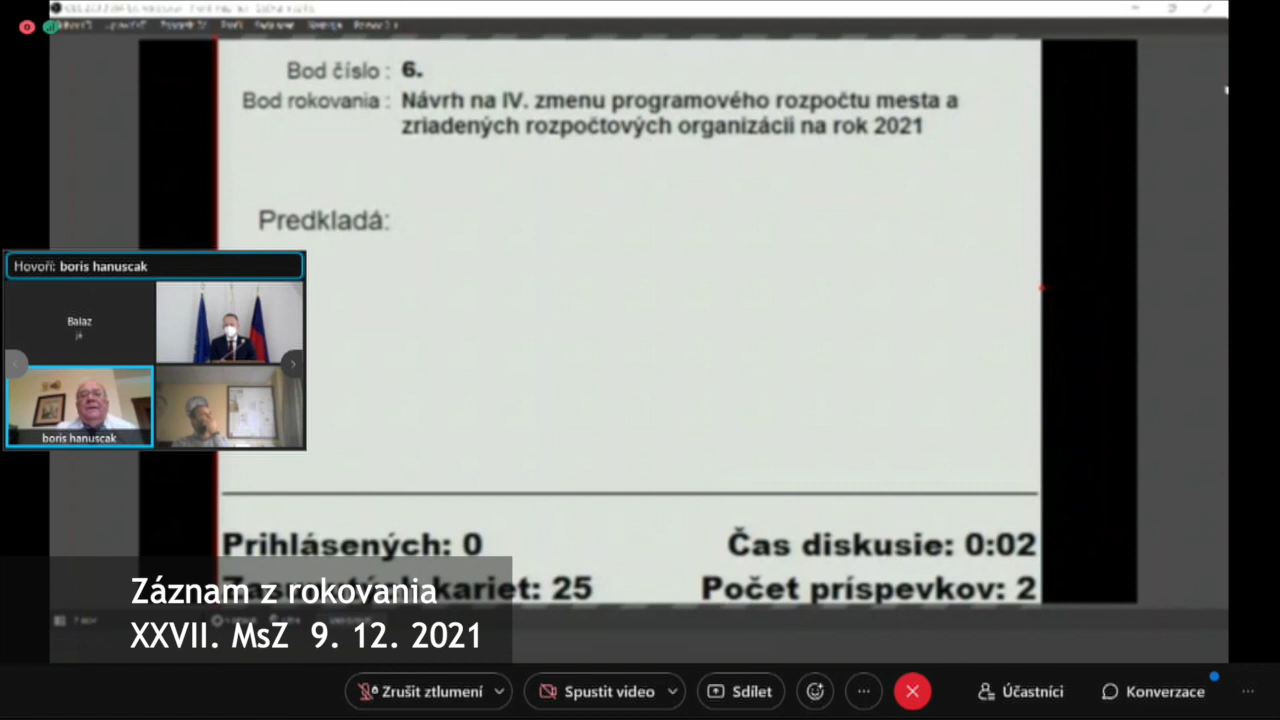 Bod číslo : 6.
Bod rokovania : Návrh na IV. zmenu programového rozpočtu mesta a
zriadených rozpočtových organizácií na rok 2021
Predkladá:
Hovoří: boris hanuscak
Balaz
já
boris hanuscak
Prihlásených: 0 Čas diskusie: 0:02
kariet: 25 Počet príspevkov: 2
Záznam z rokovania
XXVII. MsZ 9. 12. 2021
Zrušit ztlumení Spustit video Sdílet Účastníci Konverzace